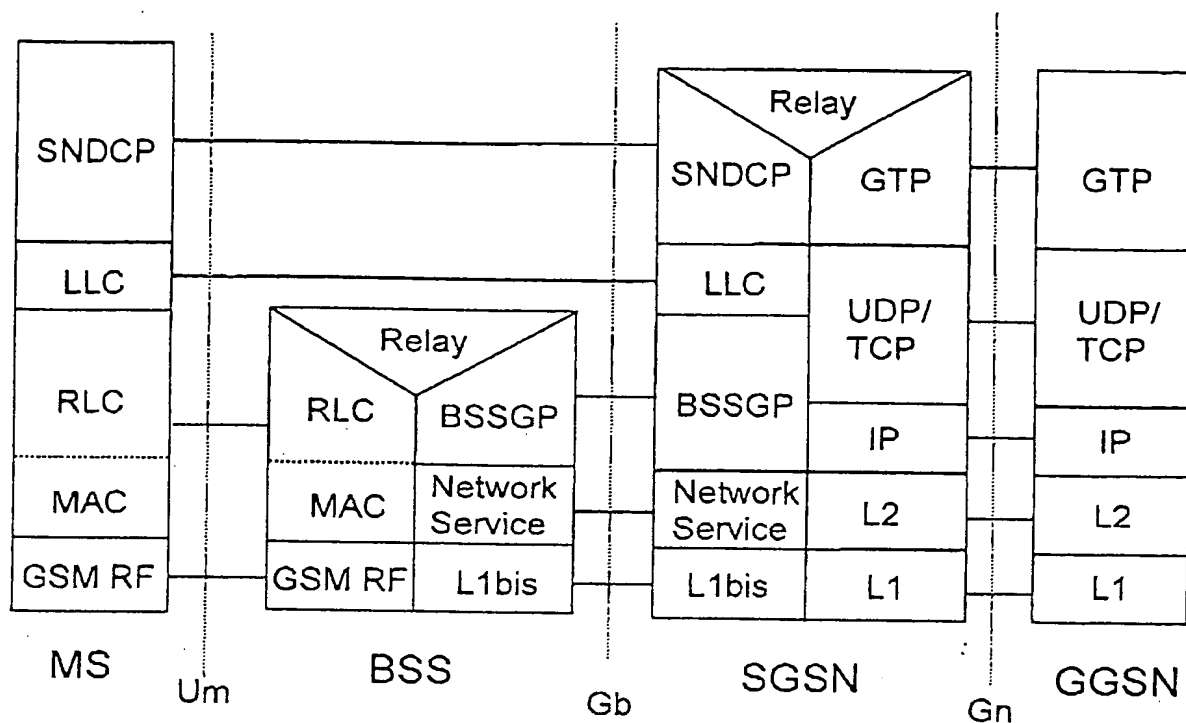 SNDCP
LLC
RLC
MAC
GSM RF
MS
Um
Relay
RLC
BSSGP
MAC
Network
Service
GSM RF
L1bis
BSS
Gb
Relay
SNDCP
GTP
LLC
UDP/
TCP
BSSGP
IP
Network
Service
L2
L1bis
L1
SGSN
Gn
GTP
UDP/
TCP
IP
L2
L1
GGSN